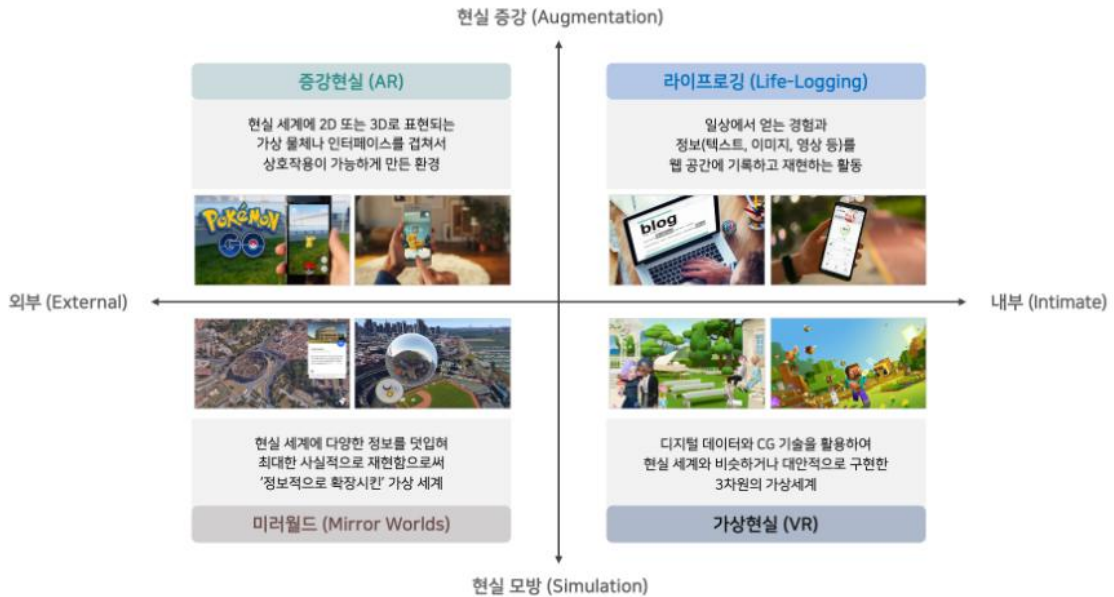 현실 증강 (Augmentation)
증강현실 (AR)
현실 세계에 2D 또는 3D로 표현되는
가상 물체나 인터페이스를 겹쳐서
상호작용이 가능하게 만든 환경
POKÉMON
GO
라이프로깅 (Life-Logging)
일상에서 얻는 경험과
정보(텍스트, 이미지, 영상 등)를
웹 공간에 기록하고 재현하는 활동
blog
외부 (External)
내부 (Intimate)
현실 세계에 다양한 정보를 덧입혀
최대한 사실적으로 재현함으로써
'정보적으로 확장시킨' 가상 세계
미러월드 (Mirror Worlds)
디지털 데이터와 CG 기술을 활용하여
현실 세계와 비슷하거나 대안적으로 구현한
3차원의 가상세계
가상현실 (VR)
현실 모방 (Simulation)